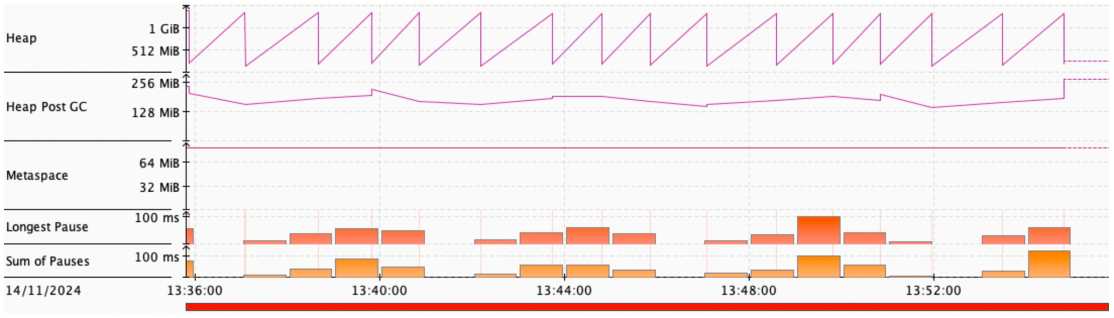 Heap
1 GiB
512 MiB
Heap Post GC
256 MiB
128 MiB
Metaspace
64 MiB
32 MiB
Longest Pause
100 ms
Sum of Pauses
100 ms
14/11/2024
13:36:00 13:40:00 13:44:00 13:48:00 13:52:00